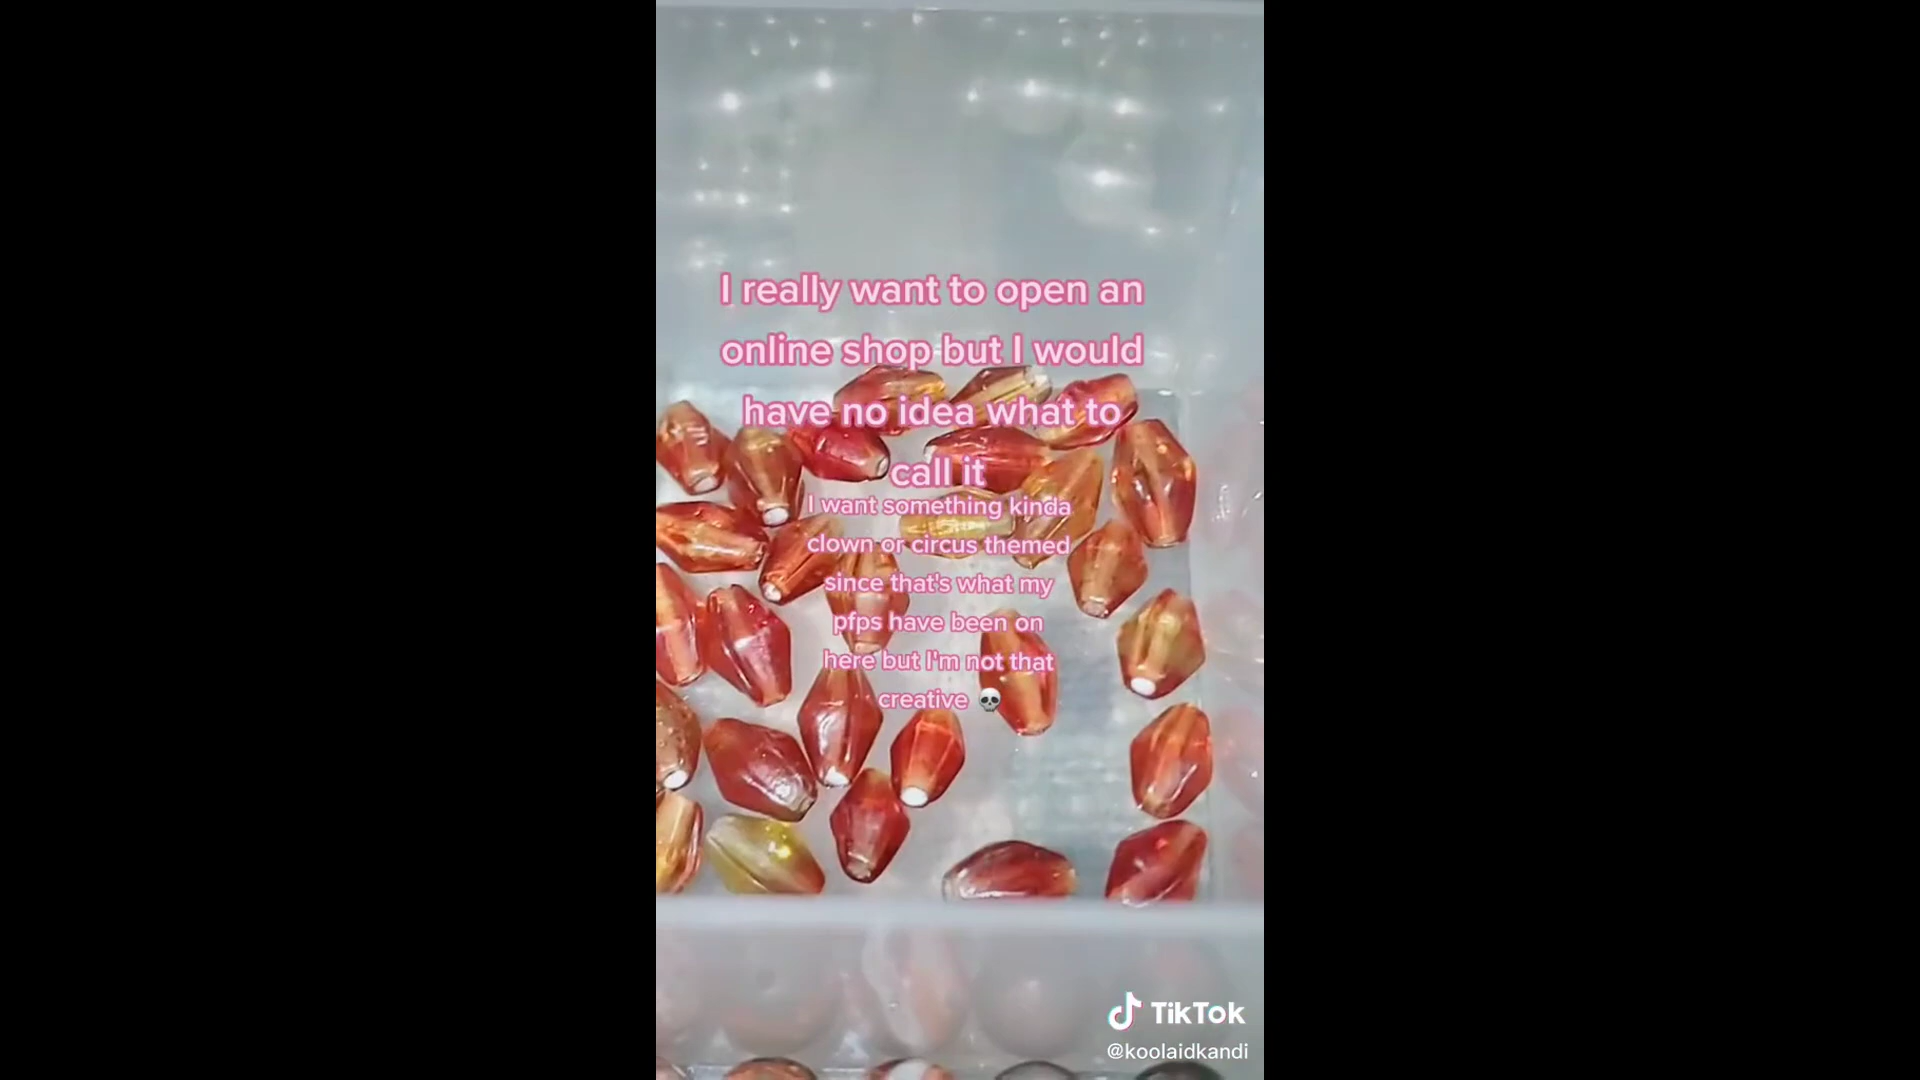 I really want to open an
online shop but I would
have no idea what to
call it
I want something kinda
clown or circus themed
since that's what my
pfps have been on
here but I'm not that
creative 💀
TikTok
@koolaidkandi